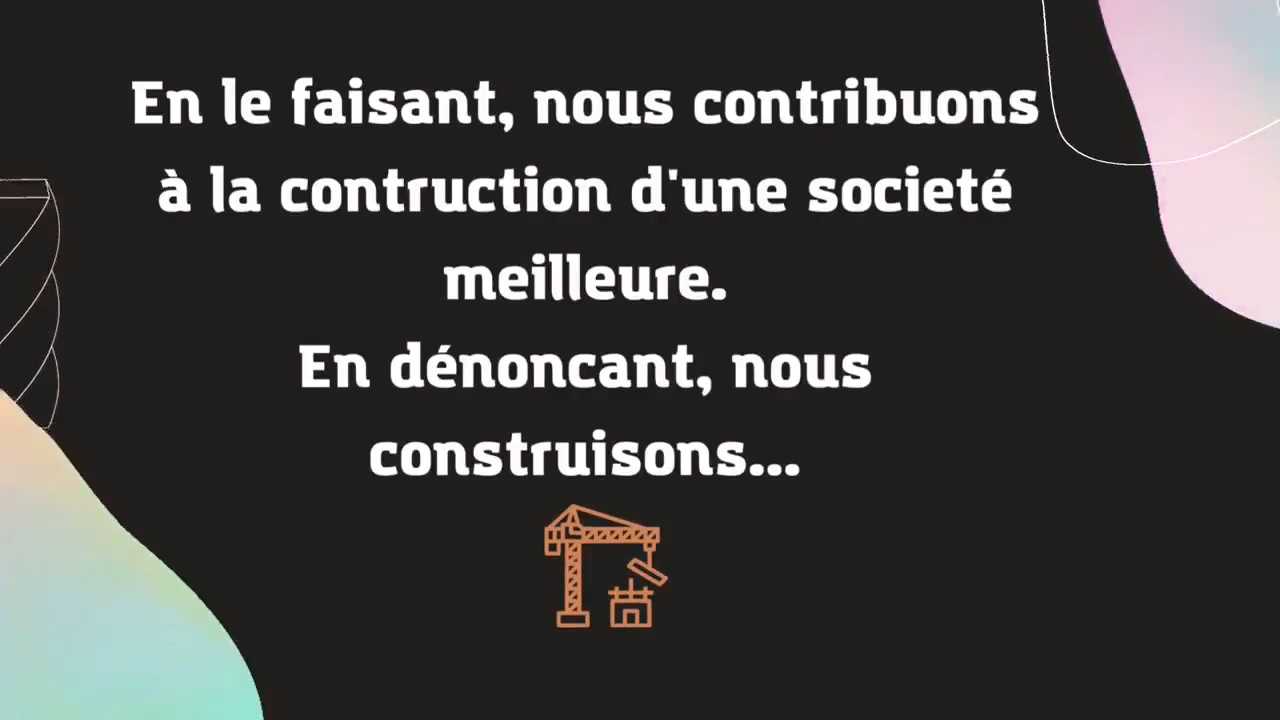 En le faisant, nous contribuons
à la contruction d'une societé
meilleure.
En dénoncant, nous
construisons...